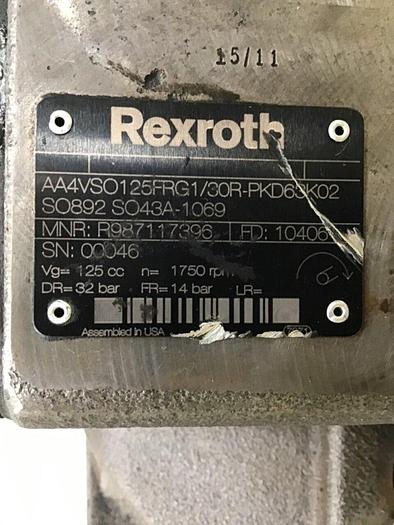 15/11
Rexroth
AA4VSO125FRG1/30R-PKD63K02
SO892 SO43A-1069
MNR: R987117396 FD: 10406
SN: 00046
Vg= 125 cc n= 1750 rpm
DR= 32 bar FR= 14 bar LR=
Assembled in USA